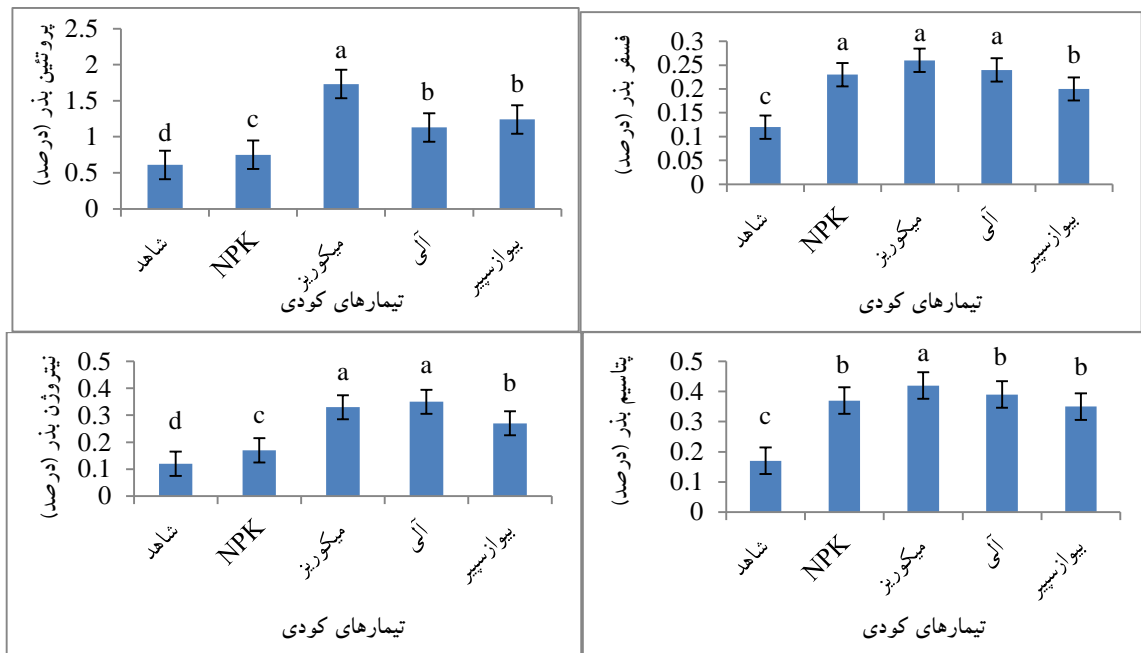 پروتئین بذر (درصد)
2.5
2
1.5
1
0.5
0
d
c
a
b
b
شاهد
NPK
میکوریز
آلی
بیوازسپیر
تیمارهای کودی
فسفر بذر (درصد)
0.3
0.25
0.2
0.15
0.1
0.05
0
c
a
a
a
b
شاهد
NPK
میکوریز
آلی
بیوازسپیر
تیمارهای کودی
نیتروژن بذر (درصد)
0.5
0.4
0.3
0.2
0.1
0
d
c
a
a
b
شاهد
NPK
میکوریز
آلی
بیوازسپیر
تیمارهای کودی
پتاسیم بذر (درصد)
0.5
0.4
0.3
0.2
0.1
0
c
b
a
b
b
شاهد
NPK
میکوریز
آلی
بیوازسپیر
تیمارهای کودی